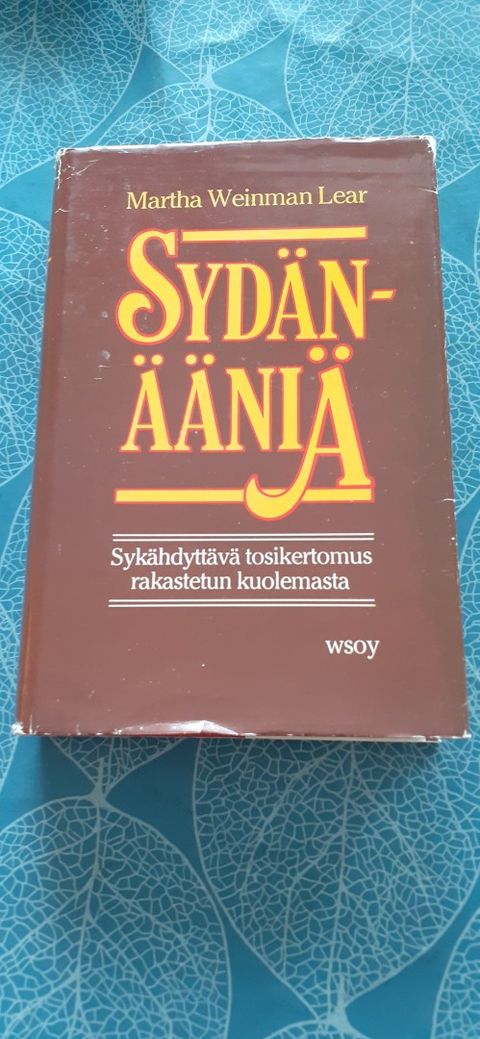 Martha Weinman Lear
SYDÄN-
ÄÄNIÄ
Sykähdyttävä tosikertomus
rakastetun kuolemasta
wsoy